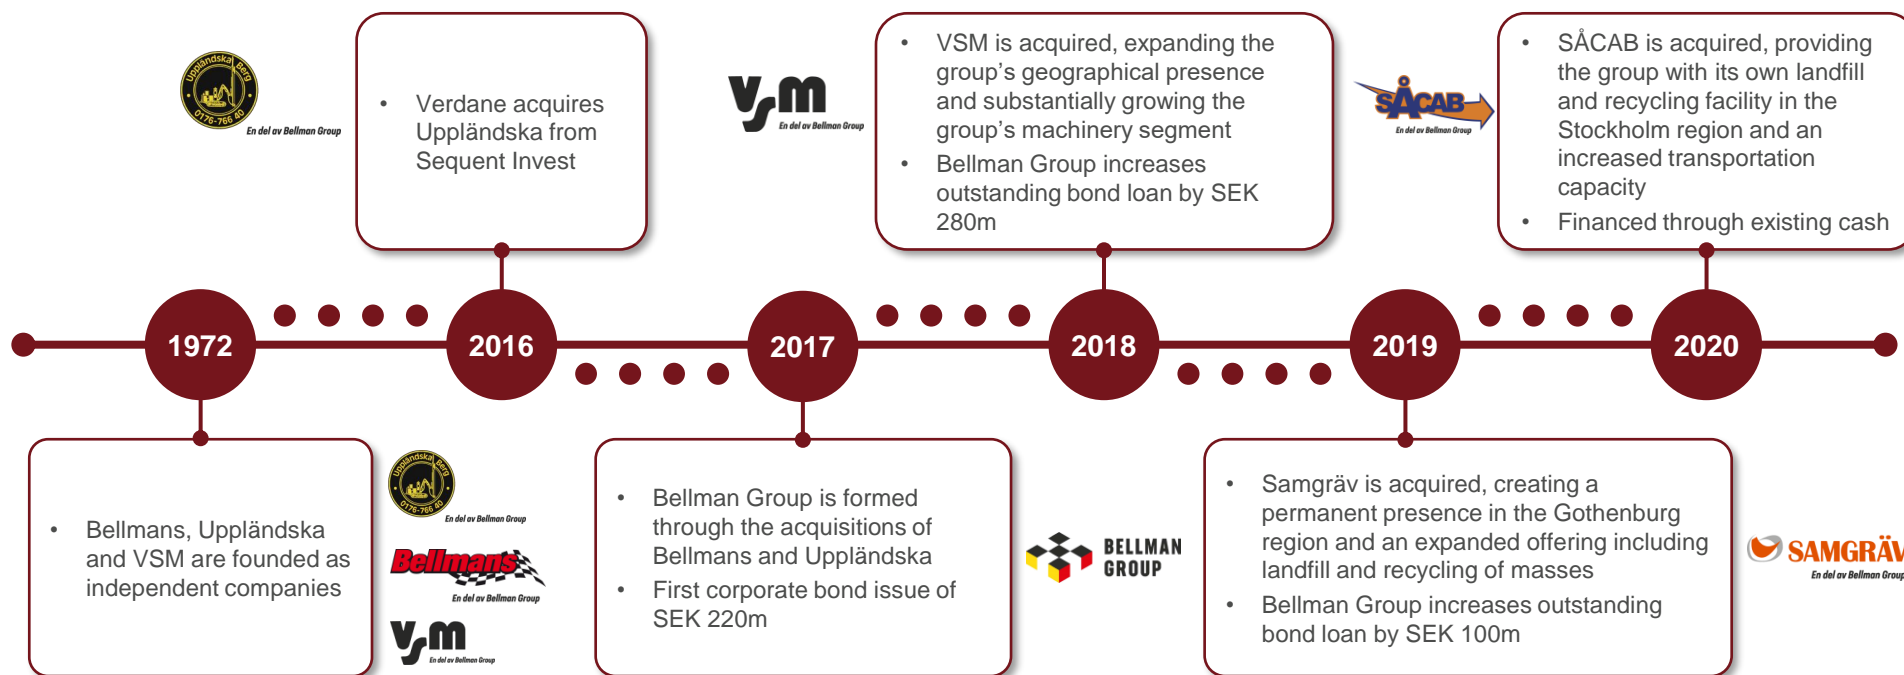 Uppländska Berg
0176-766 40
En del av Bellman Group
• Verdane acquires
Uppländska from
Sequent Invest
vsm
En del av Bellman Group
• VSM is acquired, expanding the
group's geographical presence
and substantially growing the
group's machinery segment
• Bellman Group increases
outstanding bond loan by SEK
280m
SÅCAB
En del av Bellman Group
• SÅCAB is acquired, providing
the group with its own landfill
and recycling facility in the
Stockholm region and an
increased transportation
capacity
• Financed through existing cash
1972
2016
2017
2018
2019
2020
• Bellmans, Uppländska
and VSM are founded as
independent companies
Uppländska Berg
0176-766 40
En del av Bellman Group
Bellmans
En del av Bellman Group
vsm
En del av Bellman Group
• Bellman Group is formed
through the acquisitions of
Bellmans and Uppländska
• First corporate bond issue of
SEK 220m
BELLMAN
GROUP
• Samgräv is acquired, creating a
permanent presence in the Gothenburg
region and an expanded offering including
landfill and recycling of masses
• Bellman Group increases outstanding
bond loan by SEK 100m
SAMGRÄV
En del av Bellman Group